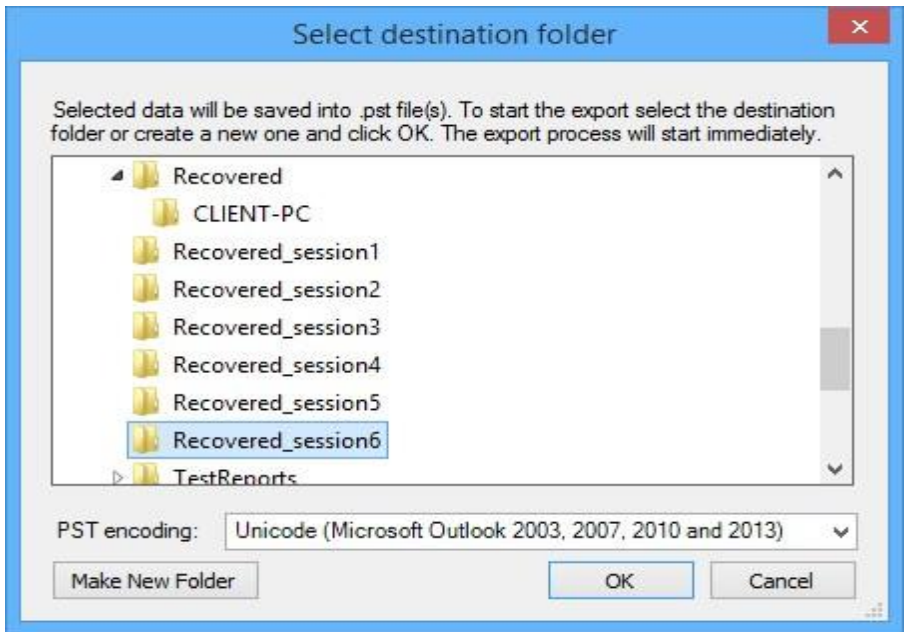 Select destination folder
Selected data will be saved into .pst file(s). To start the export select the destination
folder or create a new one and click OK. The export process will start immediately.
Recovered
CLIENT-PC
Recovered_session1
Recovered_session2
Recovered_session3
Recovered_session4
Recovered_session5
Recovered_session6
TestReports
PST encoding: Unicode (Microsoft Outlook 2003, 2007, 2010 and 2013)
Make New Folder OK Cancel